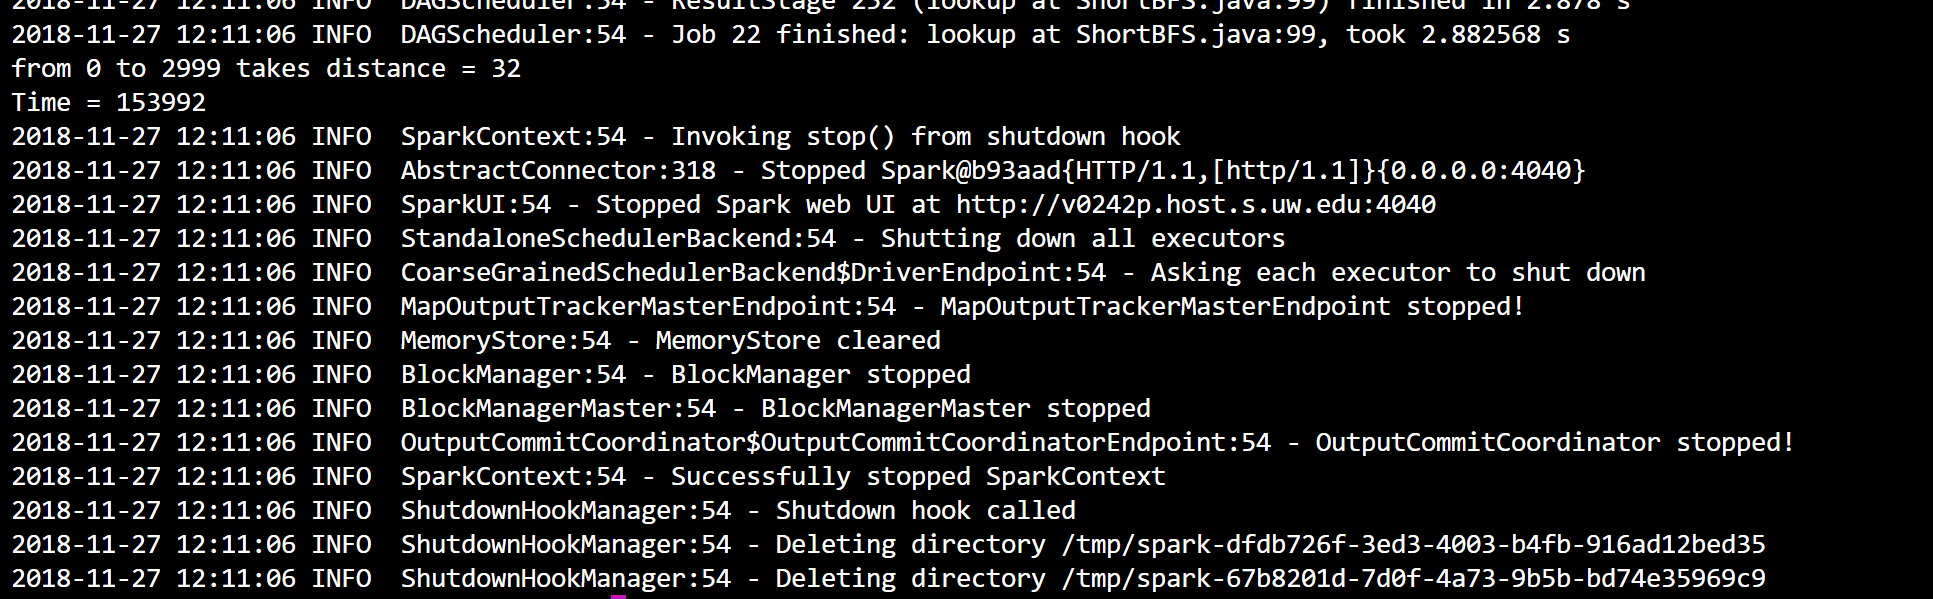 2018-11-27 12:11:06 INFO  DAGScheduler:54 - ResultStage 252 (lookup at ShortBFS.java:99) finished in 2.878 s
2018-11-27 12:11:06 INFO  DAGScheduler:54 - Job 22 finished: lookup at ShortBFS.java:99, took 2.882568 s
from 0 to 2999 takes distance = 32
Time = 153992
2018-11-27 12:11:06 INFO  SparkContext:54 - Invoking stop() from shutdown hook
2018-11-27 12:11:06 INFO  AbstractConnector:318 - Stopped Spark@b93aad{HTTP/1.1,[http/1.1]}{0.0.0.0:4040}
2018-11-27 12:11:06 INFO  SparkUI:54 - Stopped Spark web UI at http://v0242p.host.s.uw.edu:4040
2018-11-27 12:11:06 INFO  StandaloneSchedulerBackend:54 - Shutting down all executors
2018-11-27 12:11:06 INFO  CoarseGrainedSchedulerBackend$DriverEndpoint:54 - Asking each executor to shut down
2018-11-27 12:11:06 INFO  MapOutputTrackerMasterEndpoint:54 - MapOutputTrackerMasterEndpoint stopped!
2018-11-27 12:11:06 INFO  MemoryStore:54 - MemoryStore cleared
2018-11-27 12:11:06 INFO  BlockManager:54 - BlockManager stopped
2018-11-27 12:11:06 INFO  BlockManagerMaster:54 - BlockManagerMaster stopped
2018-11-27 12:11:06 INFO  OutputCommitCoordinator$OutputCommitCoordinatorEndpoint:54 - OutputCommitCoordinator stopped!
2018-11-27 12:11:06 INFO  SparkContext:54 - Successfully stopped SparkContext
2018-11-27 12:11:06 INFO  ShutdownHookManager:54 - Shutdown hook called
2018-11-27 12:11:06 INFO  ShutdownHookManager:54 - Deleting directory /tmp/spark-dfdb726f-3ed3-4003-b4fb-916ad12bed35
2018-11-27 12:11:06 INFO  ShutdownHookManager:54 - Deleting directory /tmp/spark-67b8201d-7d0f-4a73-9b5b-bd74e35969c9